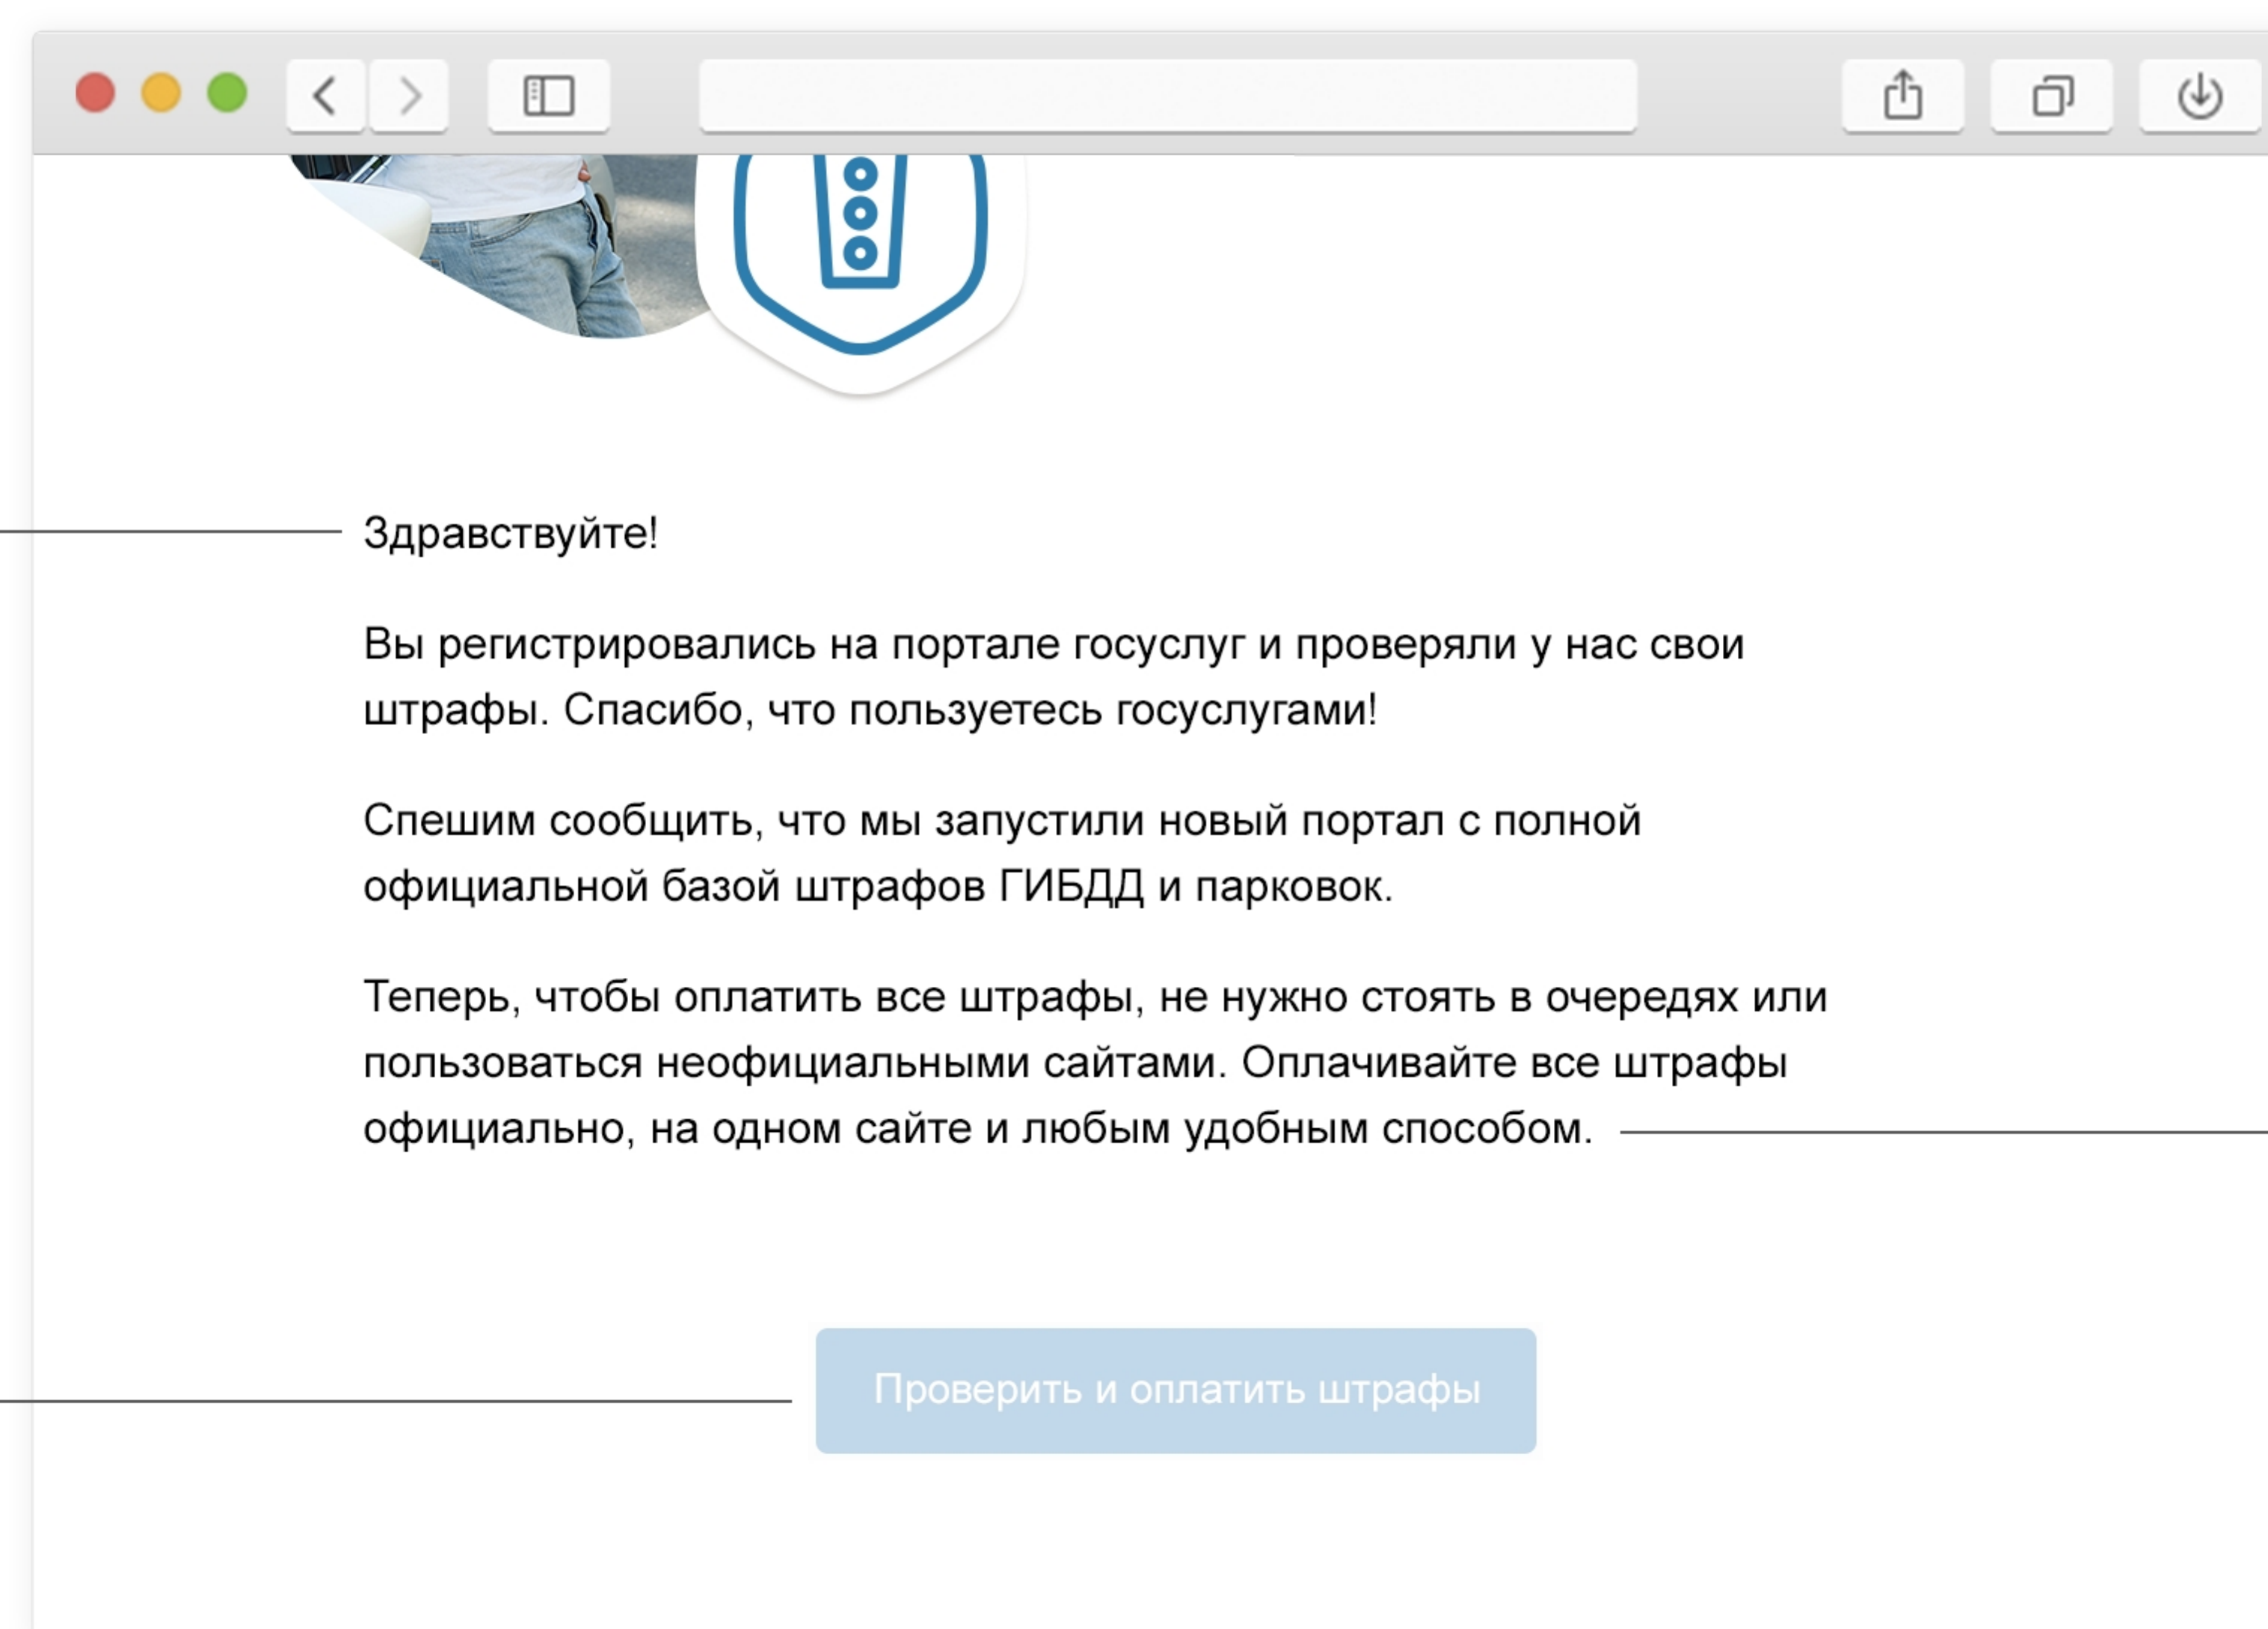 Здравствуйте!
Вы регистрировались на портале госуслуг и проверяли у нас свои
штрафы. Спасибо, что пользуетесь госуслугами!
Спешим сообщить, что мы запустили новый портал с полной
официальной базой штрафов ГИБДД и парковок.
Теперь, чтобы оплатить все штрафы, не нужно стоять в очередях или
пользоваться неофициальными сайтами. Оплачивайте все штрафы
официально, на одном сайте и любым удобным способом.
Проверить и оплатить штрафы